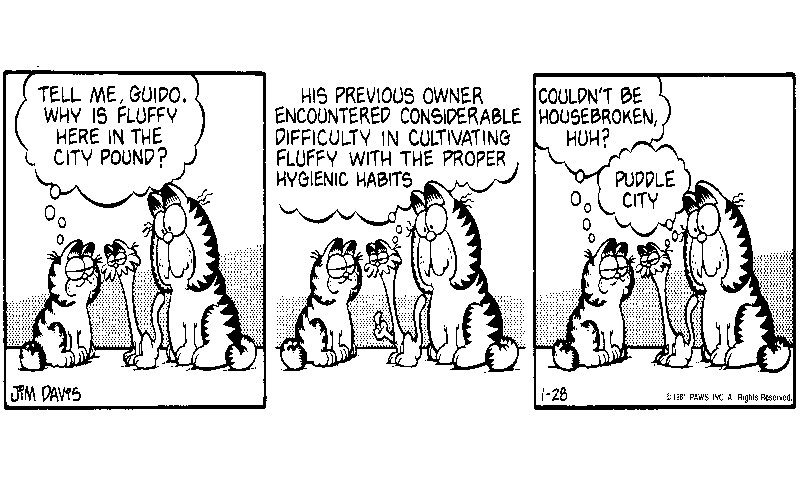 TELL ME, GUIDO.
WHY IS FLUFFY
HERE IN THE
CITY POUND?
JIM DAVIS
HIS PREVIOUS OWNER
ENCOUNTERED CONSIDERABLE
DIFFICULTY IN CULTIVATING
FLUFFY WITH THE PROPER
HYGIENIC HABITS
COULDN'T BE
HOUSEBROKEN,
HUH?
PUDDLE
CITY
1-28
© 1981 PAWS INC A Rights Reserved.